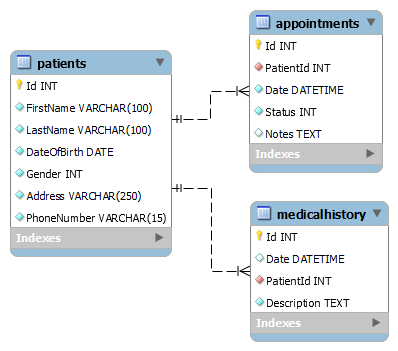 patients
Id INT
FirstName VARCHAR(100)
LastName VARCHAR(100)
DateOfBirth DATE
Gender INT
Address VARCHAR(250)
PhoneNumber VARCHAR(15)
Indexes
appointments
Id INT
PatientId INT
Date DATETIME
Status INT
Notes TEXT
Indexes
medicalhistory
Id INT
Date DATETIME
PatientId INT
Description TEXT
Indexes